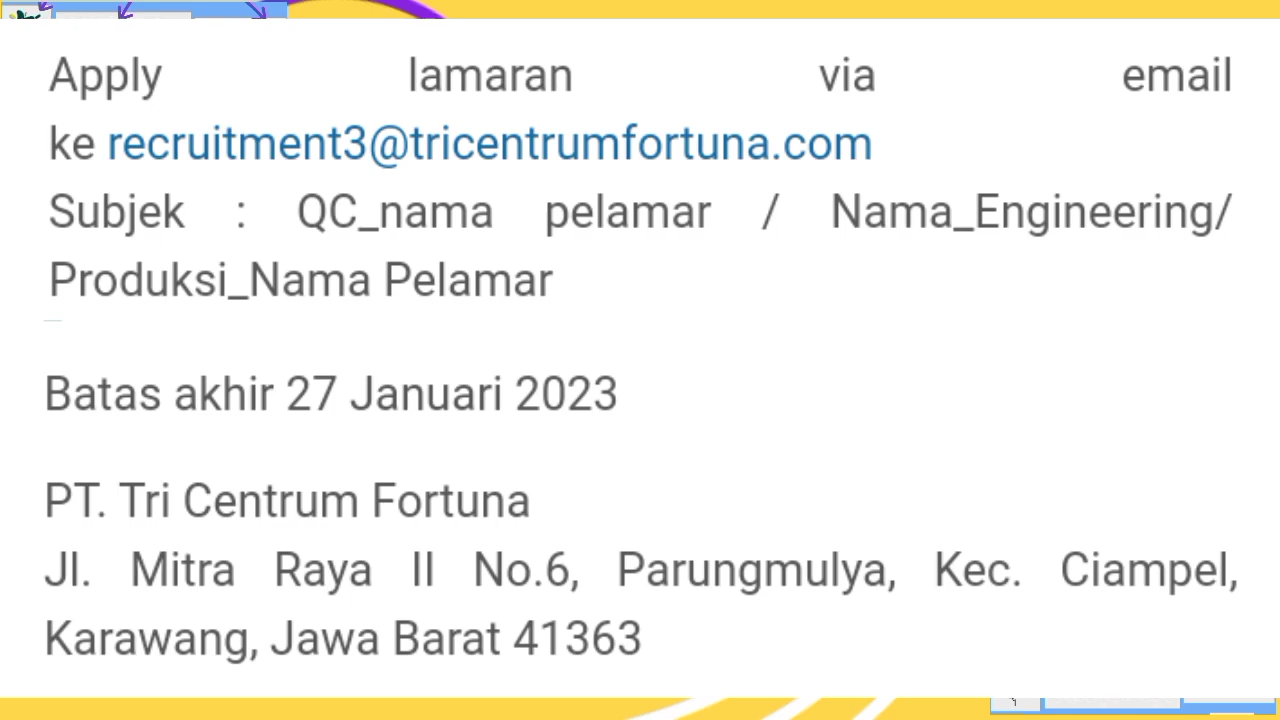 Apply lamaran via email
ke recruitment3@tricentrumfortuna.com
Subjek : QC_nama pelamar / Nama_Engineering/
Produksi_Nama Pelamar
Batas akhir 27 Januari 2023
PT. Tri Centrum Fortuna
Jl. Mitra Raya II No.6, Parungmulya, Kec. Ciampel,
Karawang, Jawa Barat 41363